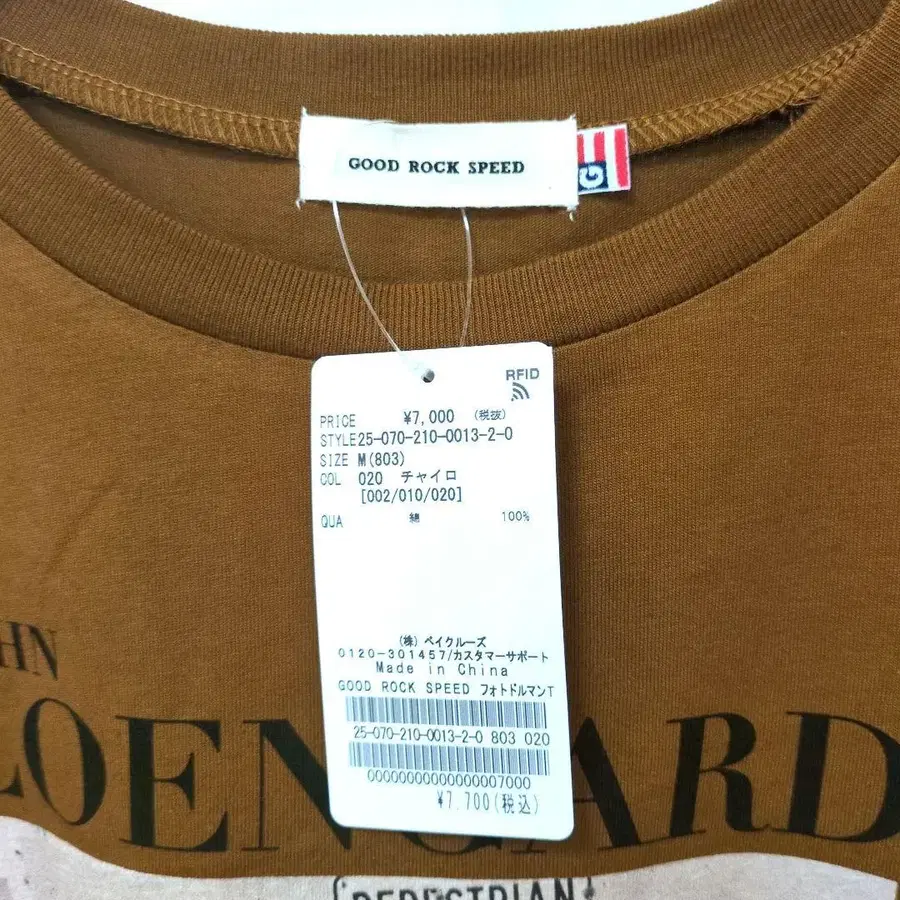 GOOD ROCK SPEED
G
RFID
PRICE ¥7,000 (税抜)
STYLE25-070-210-0013-2-0
SIZE M(803)
COL 020 チャイロ
[002/010/020]
QUA 綿 100%
(株) ベイクルーズ
0120-301457/カスタマーサポート
Made in China
GOOD ROCK SPEED フォトドルマンT
25-070-210-0013-2-0 803 020
00000000000000007000
¥7,700(税込)
HN
LOENGARD
PEDESTRIAN